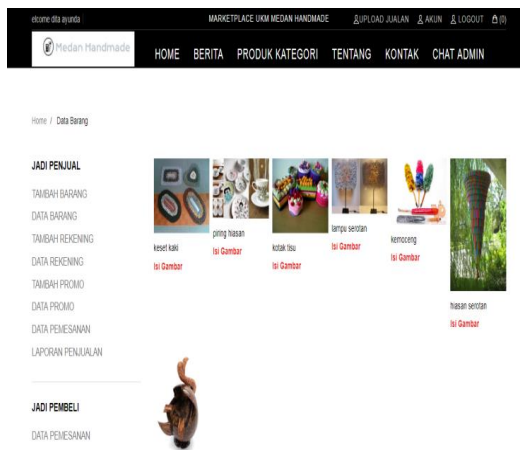 elcome dita ayunda
MARKETPLACE UKM MEDAN HANDMADE
UPLOAD JUALAN
AKUN
LOGOUT
(0)
Medan Handmade
HOME
BERITA
PRODUK KATEGORI
TENTANG
KONTAK
CHAT ADMIN
Home / Data Barang
JADI PENJUAL
TAMBAH BARANG
DATA BARANG
TAMBAH REKENING
DATA REKENING
TAMBAH PROMO
DATA PROMO
DATA PEMESANAN
LAPORAN PENJUALAN
JADI PEMBELI
DATA PEMESANAN
keset kaki
Isi Gambar
piring hiasan
Isi Gambar
kotak tisu
Isi Gambar
lampu serotan
Isi Gambar
kemoceng
Isi Gambar
hiasan serotan
Isi Gambar